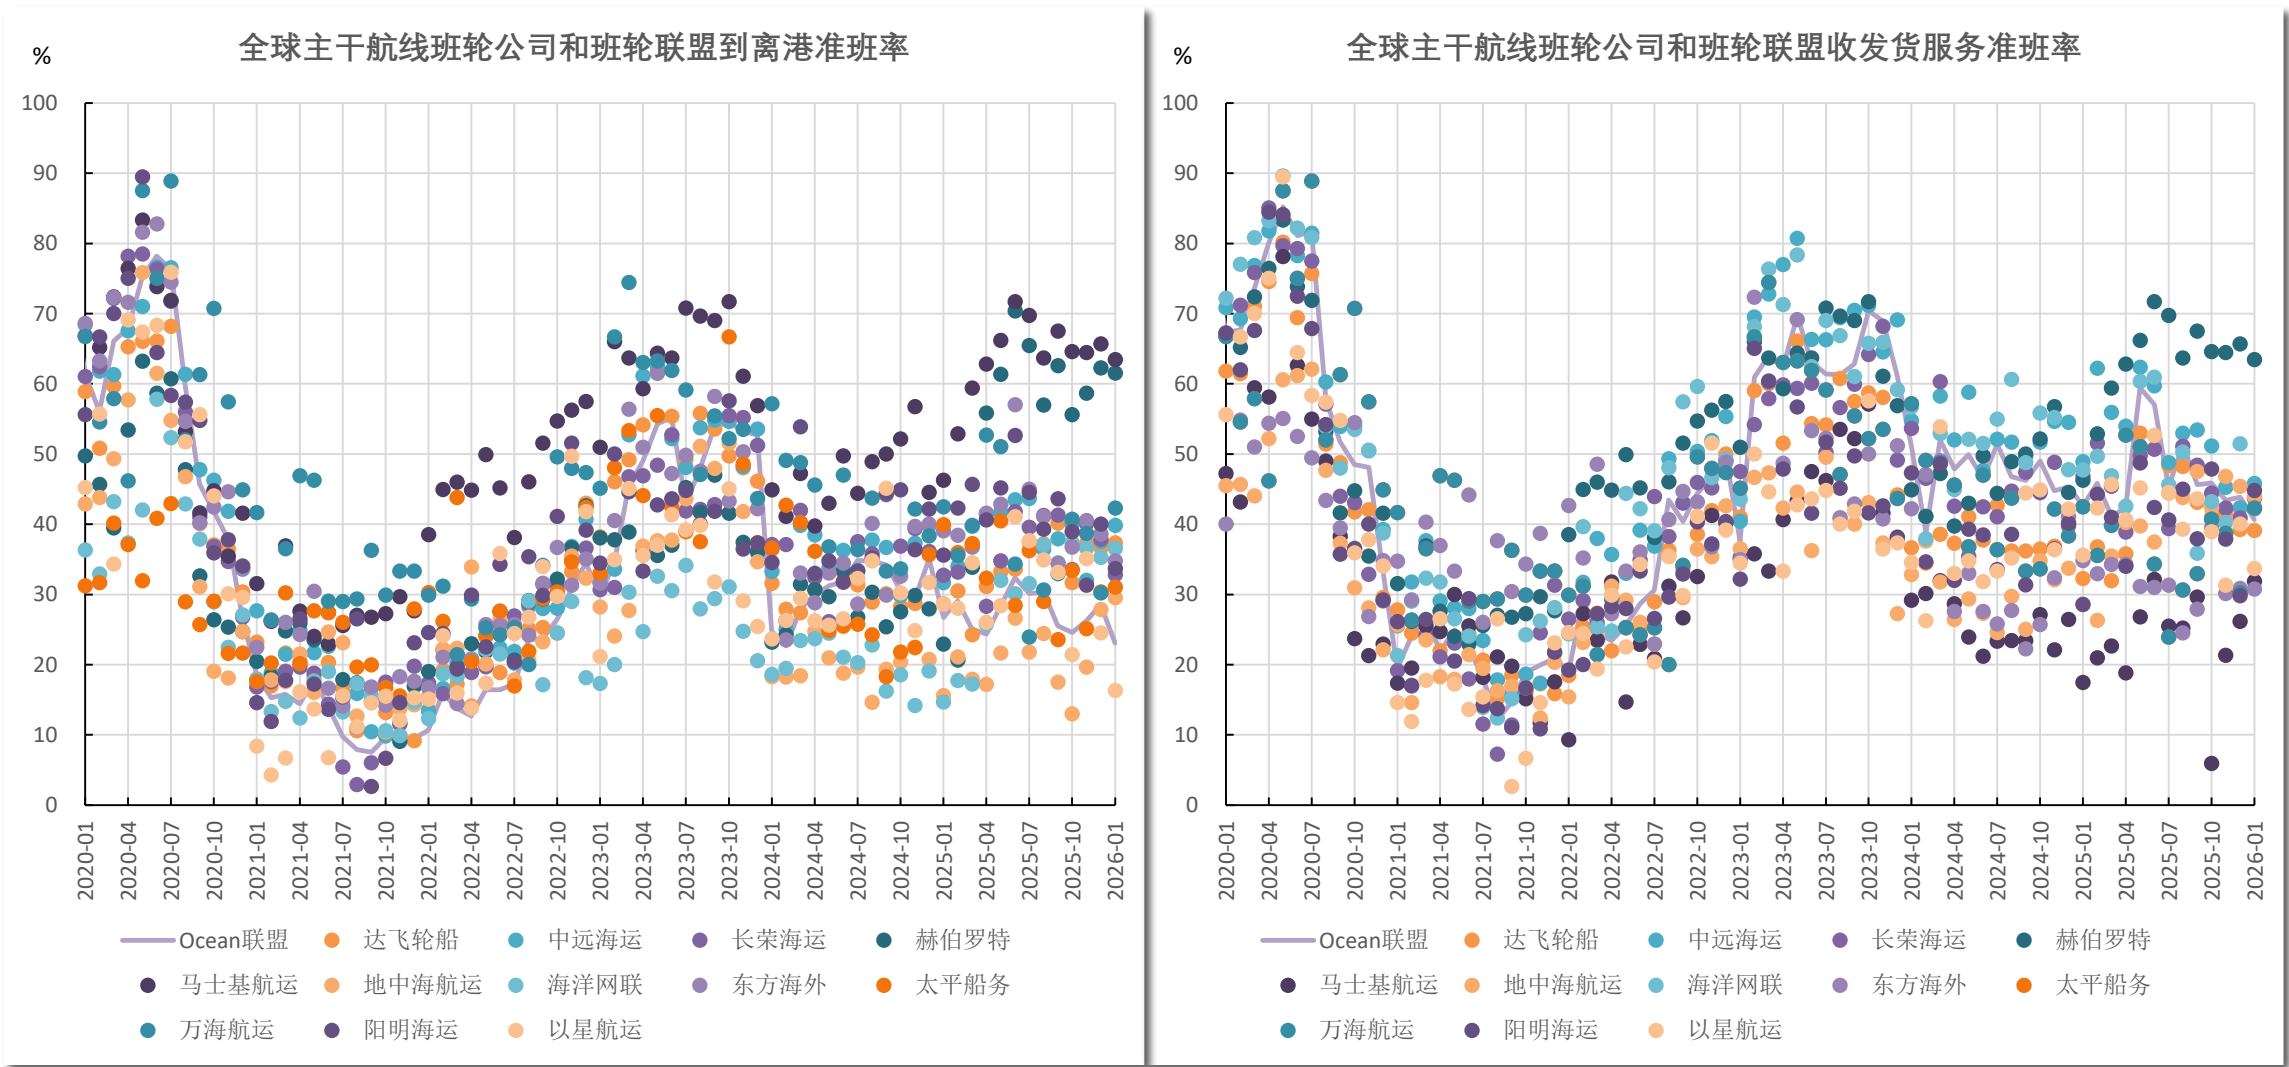 全球主干航线班轮公司和班轮联盟到离港准班率
%
100
90
80
70
60
50
40
30
20
10
0
2020-01 2020-04 2020-07 2020-10 2021-01 2021-04 2021-07 2021-10 2022-01 2022-04 2022-07 2022-10 2023-01 2023-04 2023-07 2023-10 2024-01 2024-04 2024-07 2024-10 2025-01 2025-04 2025-07 2025-10 2026-01
Ocean联盟 达飞轮船 中远海运 长荣海运 赫伯罗特
马士基航运 地中海航运 海洋网联 东方海外 太平船务
万海航运 阳明海运 以星航运
全球主干航线班轮公司和班轮联盟收发货服务准班率
%
100
90
80
70
60
50
40
30
20
10
0
2020-01 2020-04 2020-07 2020-10 2021-01 2021-04 2021-07 2021-10 2022-01 2022-04 2022-07 2022-10 2023-01 2023-04 2023-07 2023-10 2024-01 2024-04 2024-07 2024-10 2025-01 2025-04 2025-07 2025-10 2026-01
Ocean联盟 达飞轮船 中远海运 长荣海运 赫伯罗特
马士基航运 地中海航运 海洋网联 东方海外 太平船务
万海航运 阳明海运 以星航运